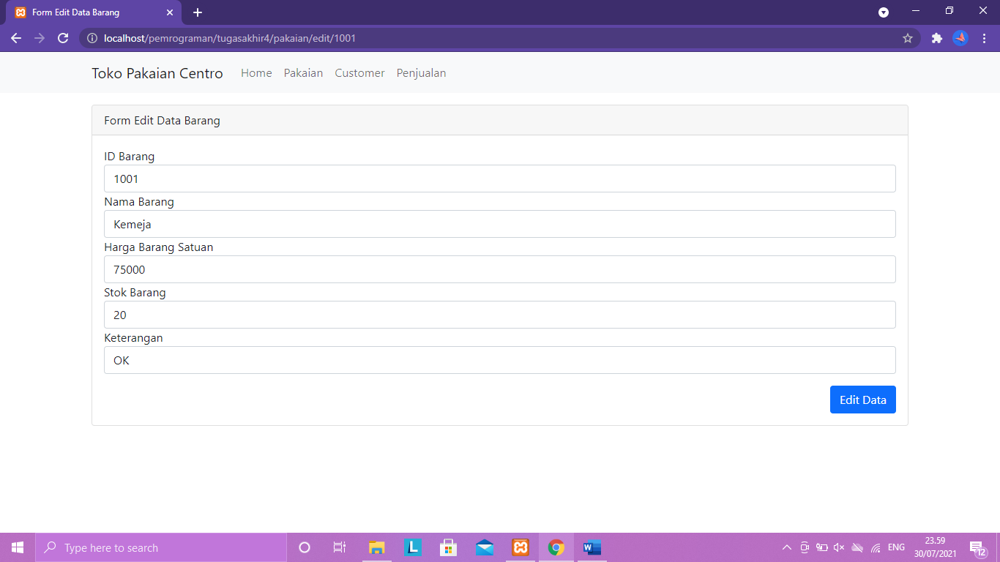 Form Edit Data Barang
localhost/pemrograman/tugasakhir4/pakaian/edit/1001
Toko Pakaian Centro Home Pakaian Customer Penjualan
Form Edit Data Barang
ID Barang
1001
Nama Barang
Kemeja
Harga Barang Satuan
75000
Stok Barang
20
Keterangan
OK
Edit Data
Type here to search
L
W
ENG
23.59
30/07/2021
12